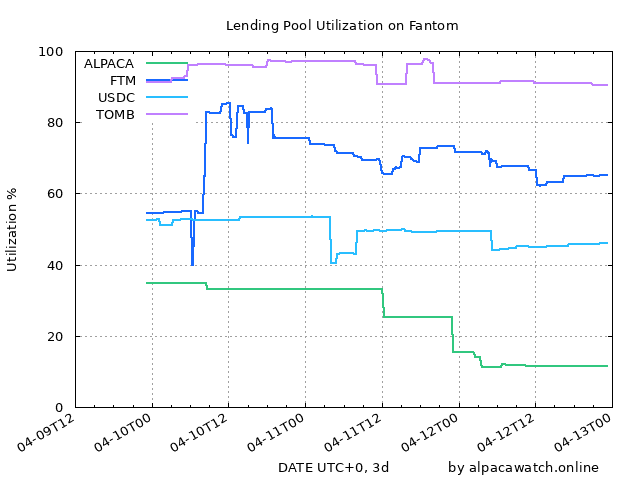 Lending Pool Utilization on Fantom
100
80
60
40
20
0
Utilization %
ALPACA
FTM
USDC
TOMB
04-09T12
04-10T00
04-10T12
04-11T00
04-11T12
04-12T00
04-12T12
04-13T00
DATE UTC+0, 3d
by alpacawatch.online